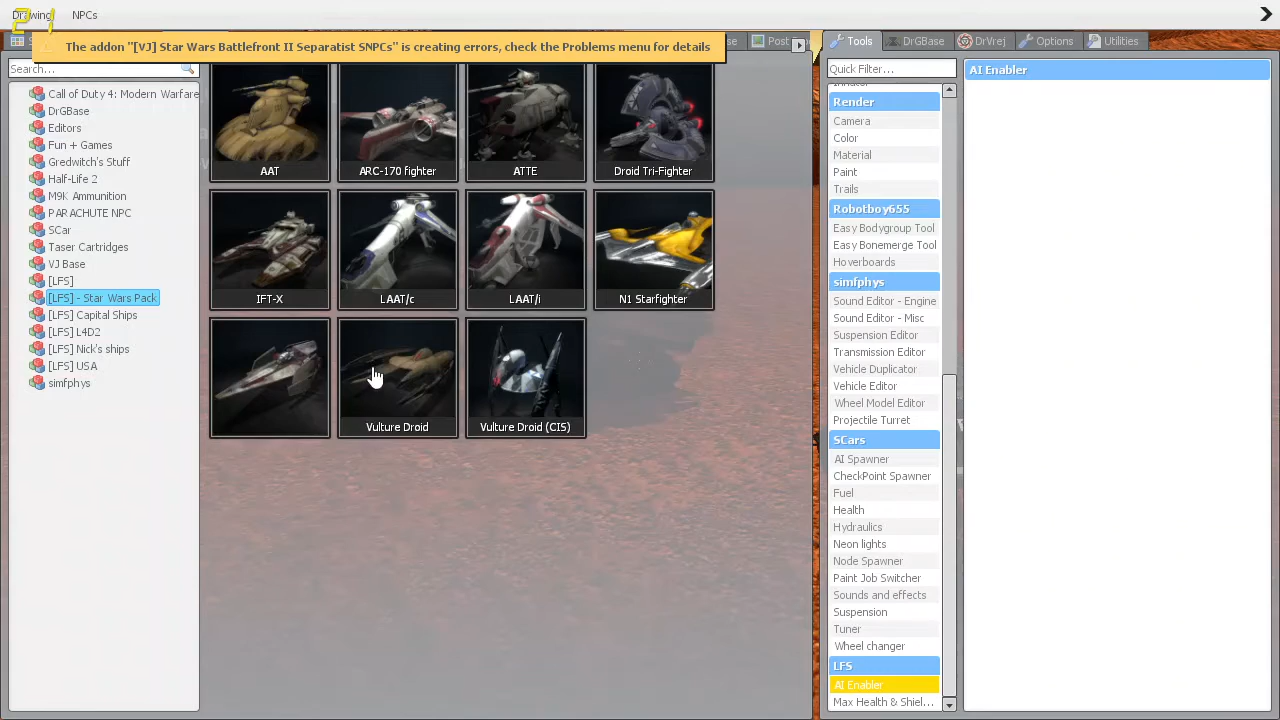 Drawing NPCs
21
The addon "[VJ] Star Wars Battlefront II Separatist SNPCs" is creating errors, check the Problems menu for details
Search...
Call of Duty 4: Modern Warfare
DrGBase
Editors
Fun + Games
Gredwitch's Stuff
Half-Life 2
M9K Ammunition
PARACHUTE NPC
SCar
Taser Cartridges
VJ Base
[LFS]
[LFS] - Star Wars Pack
[LFS] Capital Ships
[LFS] L4D2
[LFS] Nick's ships
[LFS] USA
simfphys
AAT
ARC-170 fighter
ATTE
Droid Tri-Fighter
IFT-X
LAAT/c
LAAT/i
N1 Starfighter
Vulture Droid
Vulture Droid (CIS)
Post
Tools
DrGBase
DrVrej
Options
Utilities
Quick Filter...
Render
Camera
Color
Material
Paint
Trails
Robotboy655
Easy Bodygroup Tool
Easy Bonemerge Tool
Hoverboards
simfphys
Sound Editor - Engine
Sound Editor - Misc
Suspension Editor
Transmission Editor
Vehicle Duplicator
Vehicle Editor
Wheel Model Editor
Projectile Turret
SCars
AI Spawner
CheckPoint Spawner
Fuel
Health
Hydraulics
Neon lights
Node Spawner
Paint Job Switcher
Sounds and effects
Suspension
Tuner
Wheel changer
LFS
AI Enabler
Max Health & Shiel...
AI Enabler